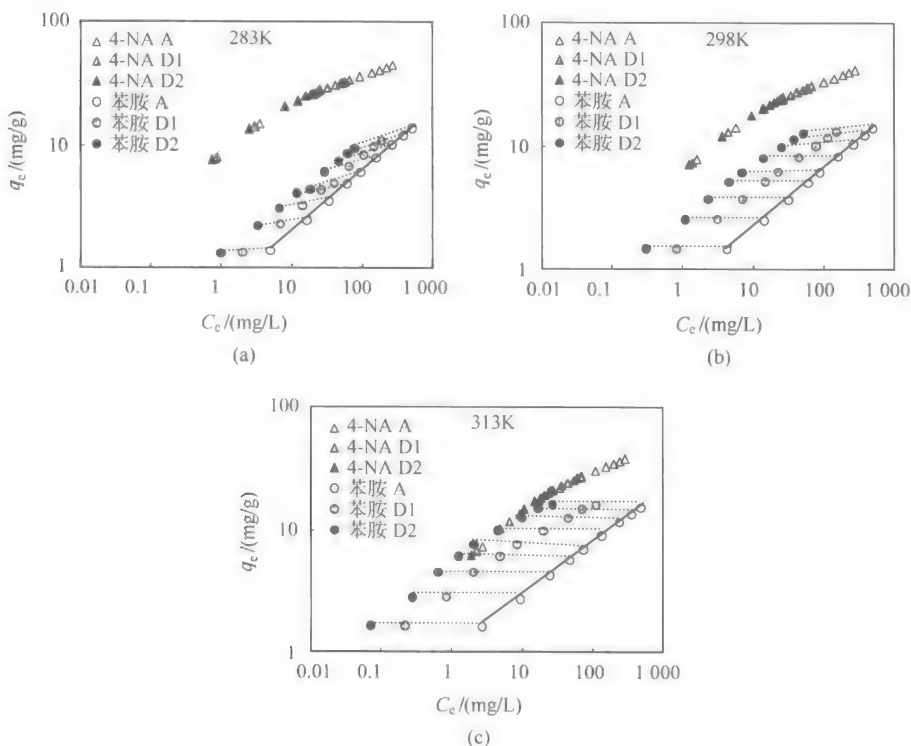 100
283K
△ 4-NA A
△ 4-NA D1
▲ 4-NA D2
○ 苯胺 A
◍ 苯胺 D1
● 苯胺 D2
10
1
qe/(mg/g)
0.01 0.1 1 10 100 1 000
Ce/(mg/L)
(a)
100
298K
△ 4-NA A
△ 4-NA D1
▲ 4-NA D2
○ 苯胺 A
◍ 苯胺 D1
● 苯胺 D2
10
1
qe/(mg/g)
0.01 0.1 1 10 100 1 000
Ce/(mg/L)
(b)
100
313K
△ 4-NA A
△ 4-NA D1
▲ 4-NA D2
○ 苯胺 A
◍ 苯胺 D1
● 苯胺 D2
10
1
qe/(mg/g)
0.01 0.1 1 10 100 1 000
Ce/(mg/L)
(c)